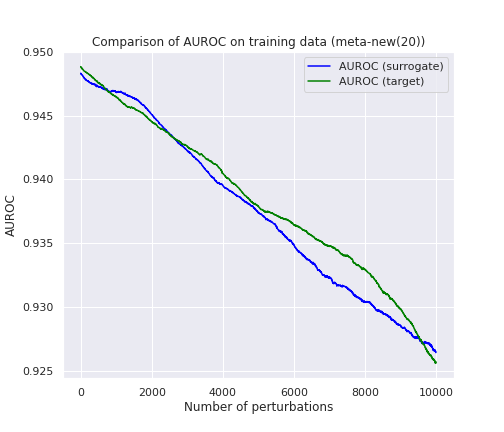 Comparison of AUROC on training data (meta-new(20))
AUROC (surrogate)
AUROC (target)
AUROC
0.950
0.945
0.940
0.935
0.930
0.925
0 2000 4000 6000 8000 10000
Number of perturbations